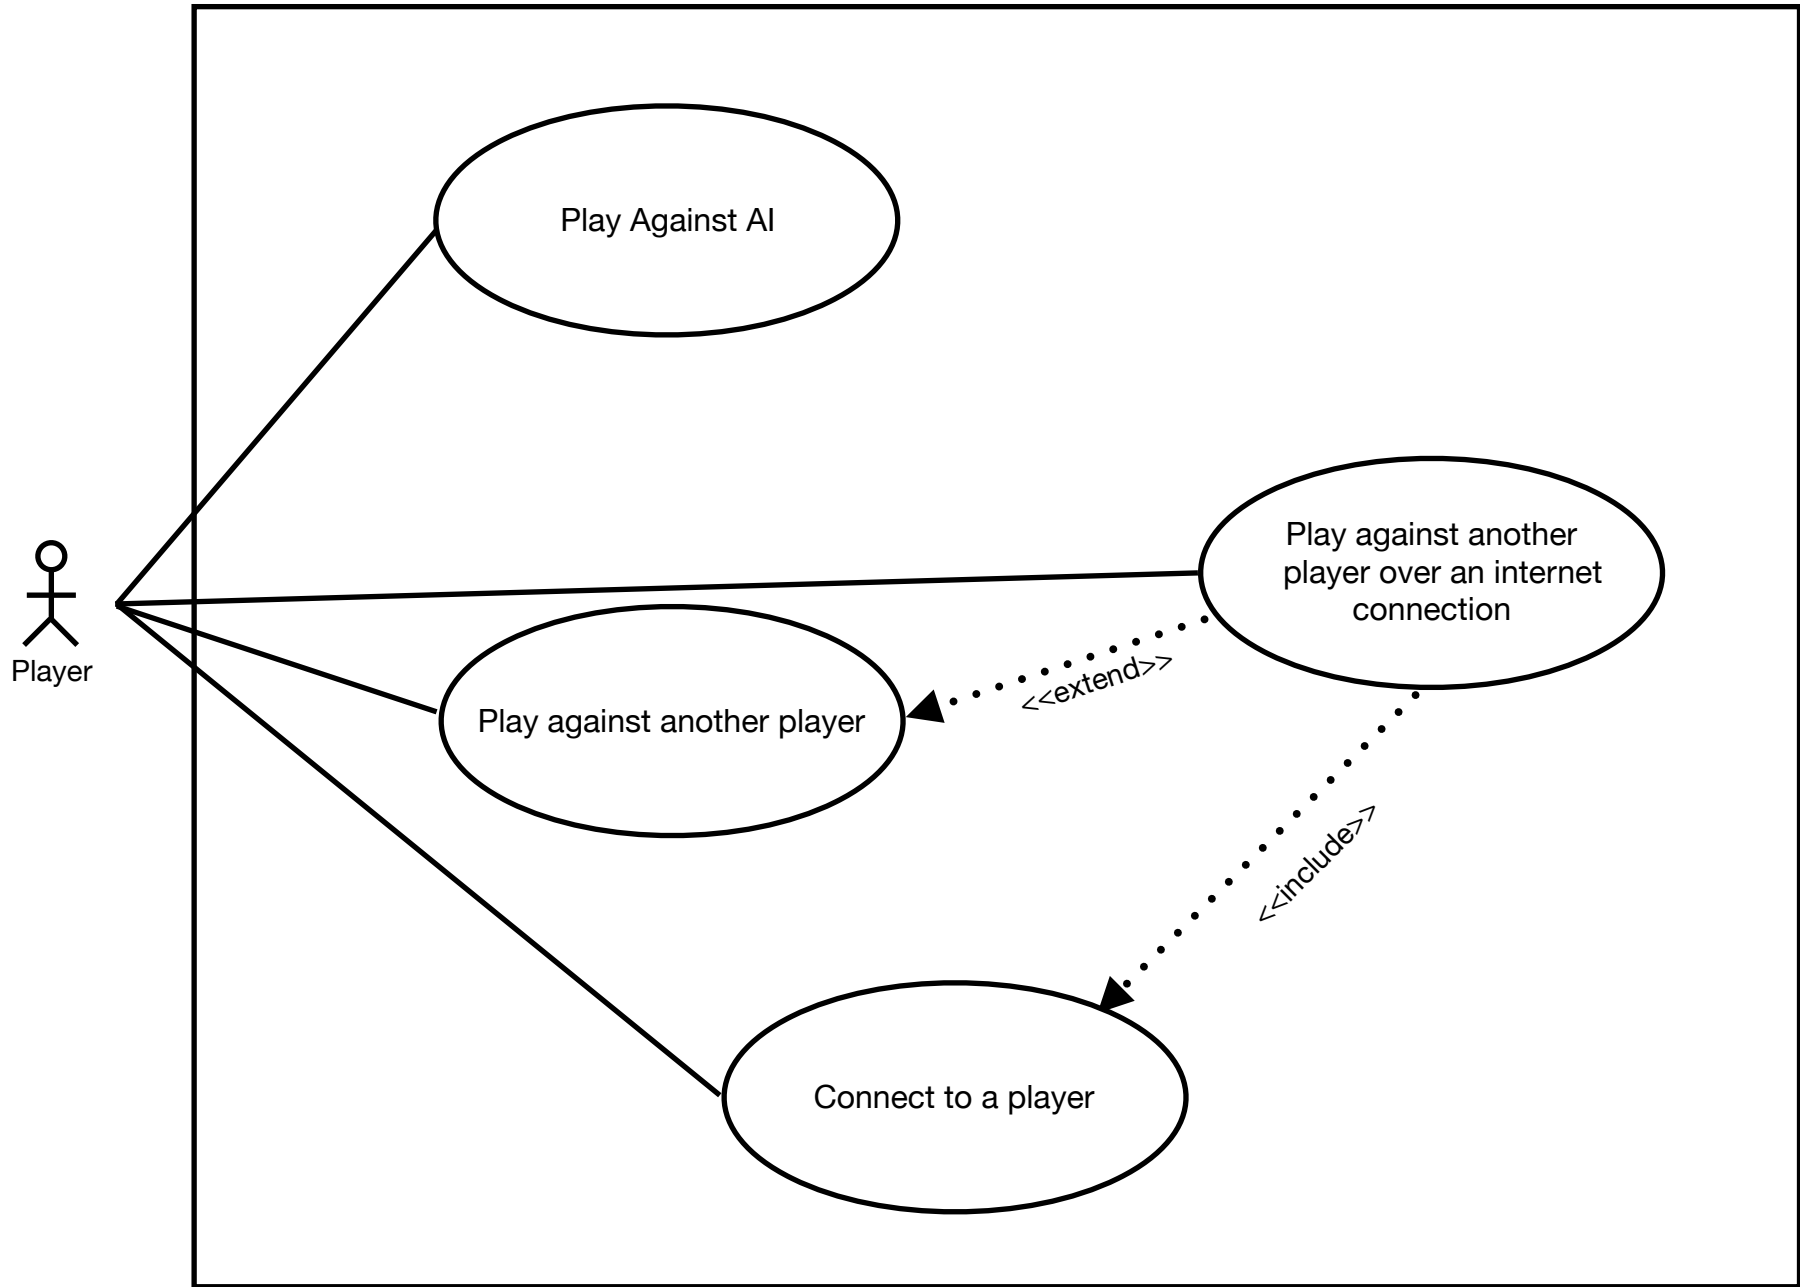 Play Against AI
Play against another
player over an internet
connection
Player
<<extend>>
Play against another player
<<include>>
Connect to a player